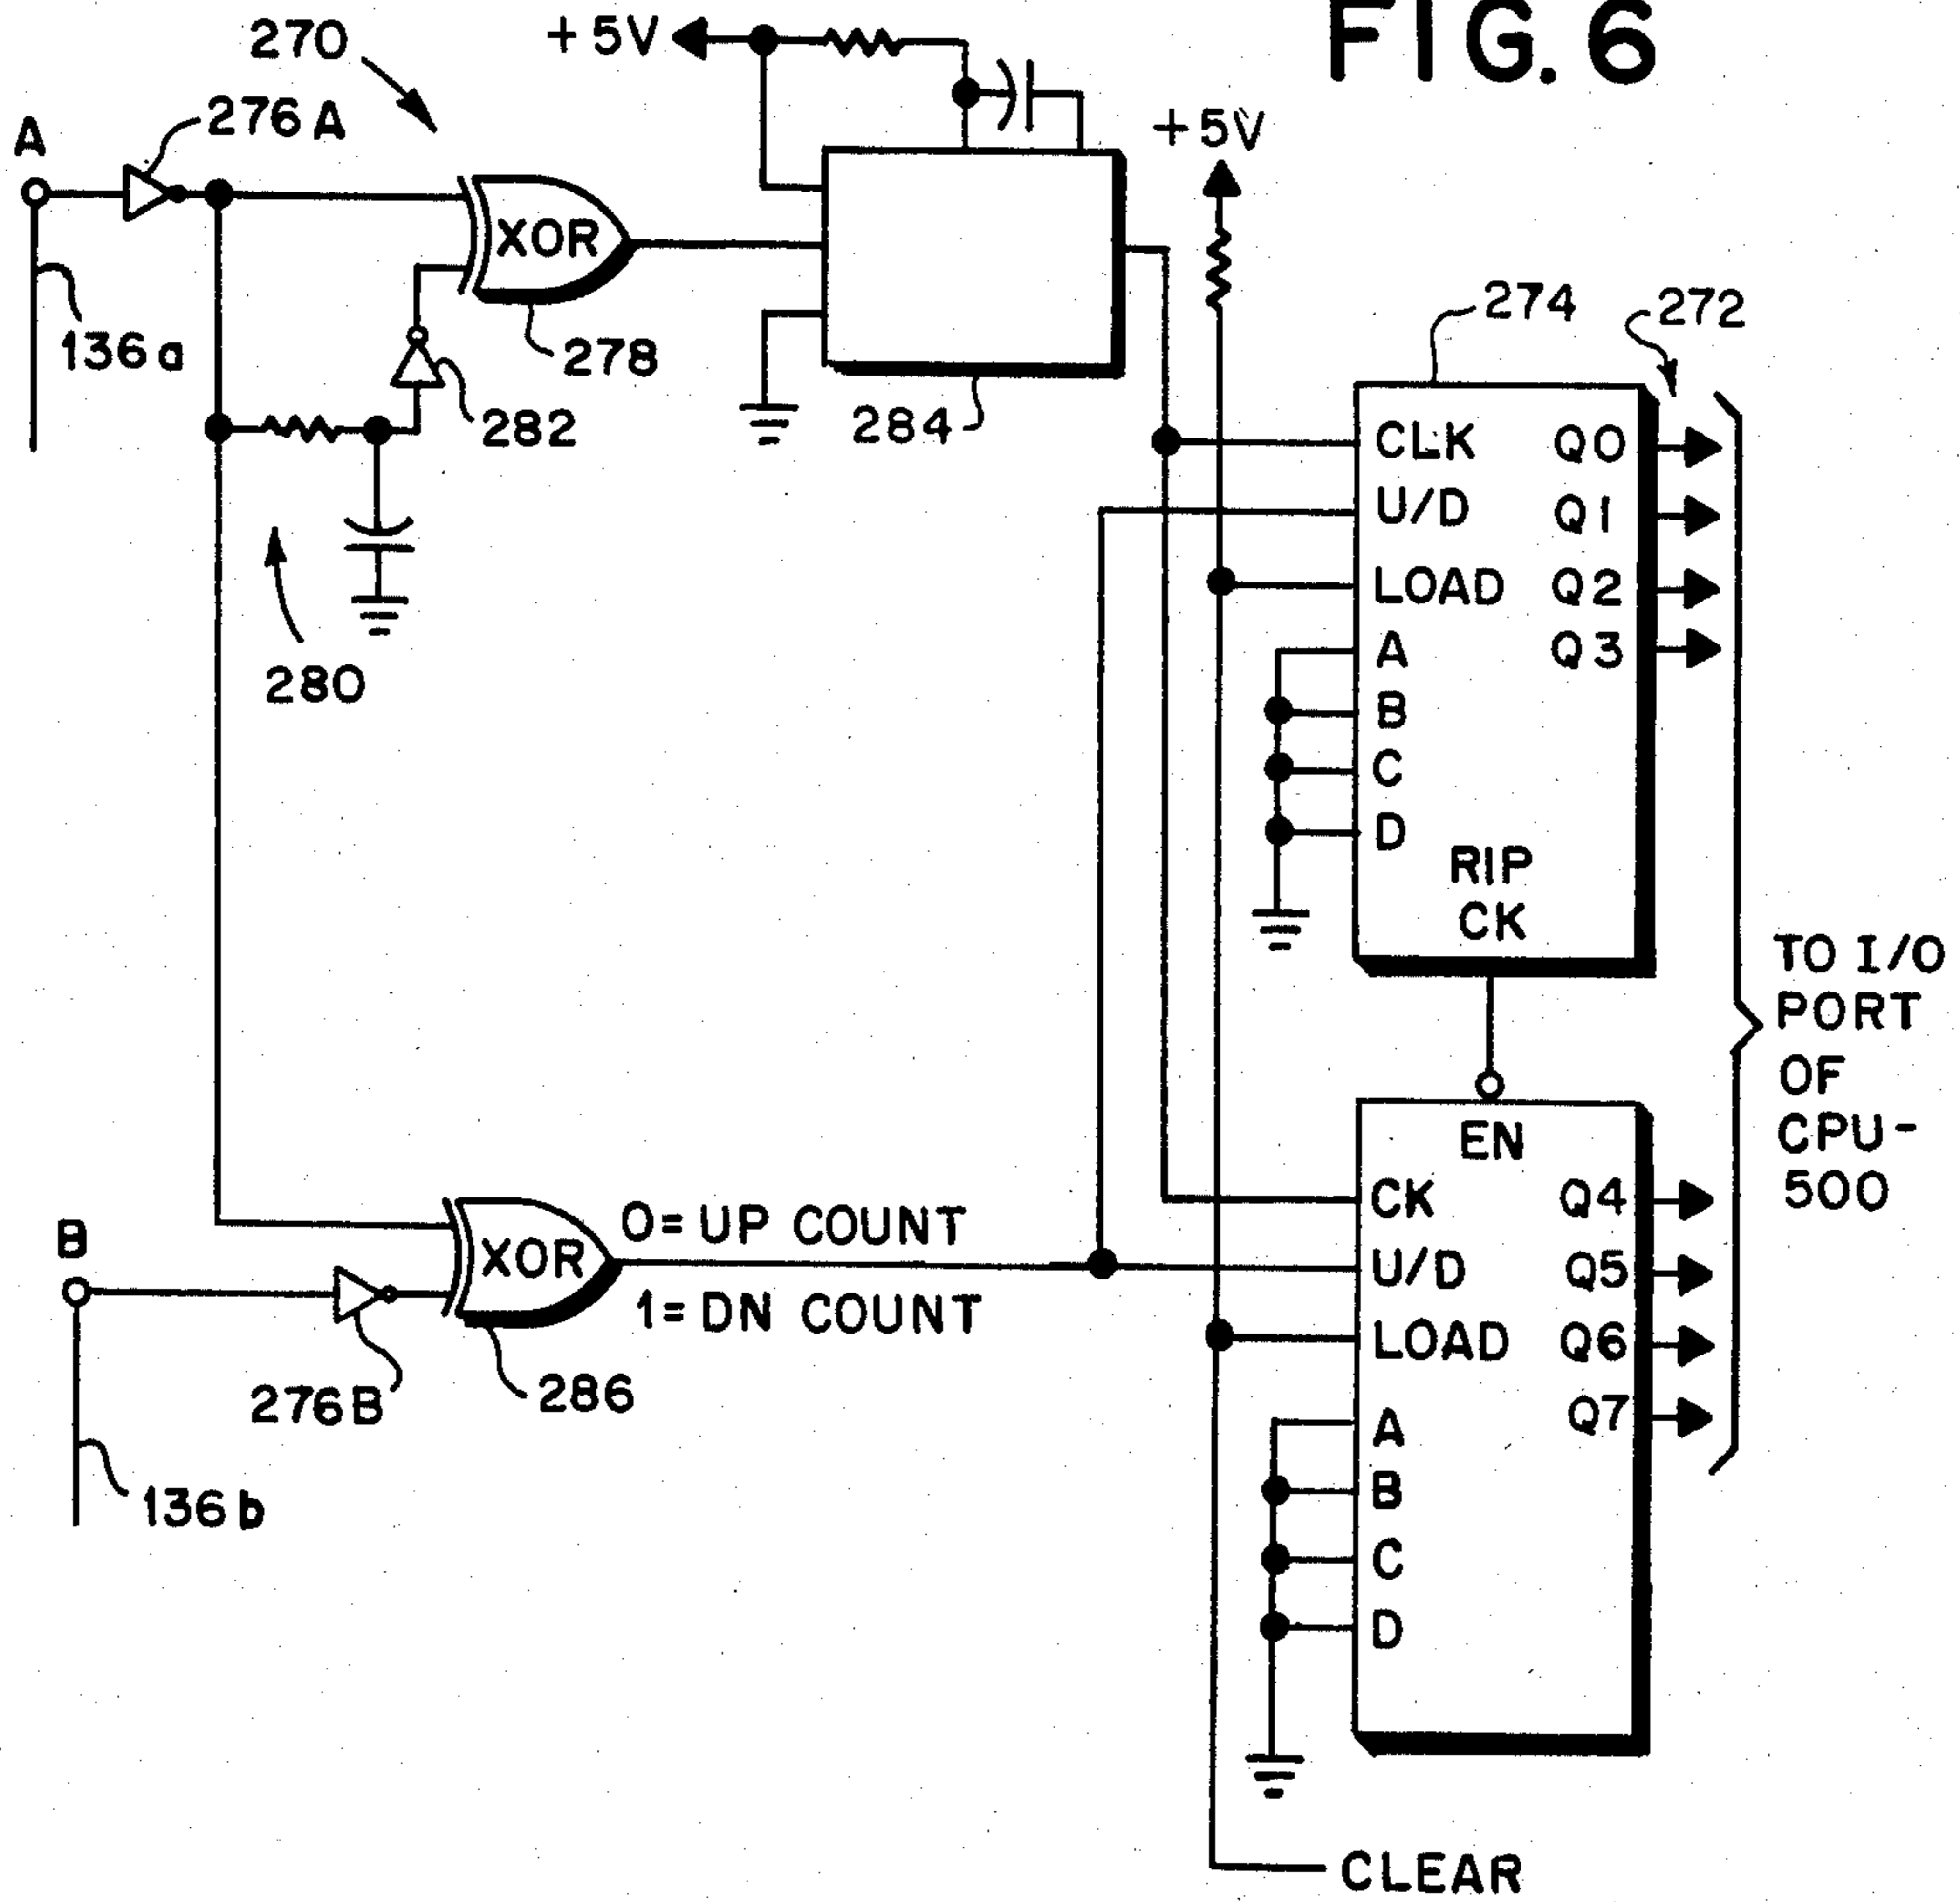 FIG. 6
270
+5V
276A
A
+5V
XOR
136a
278
282
284
280
274
272
CLK Q0
U/D Q1
LOAD Q2
A Q3
B
C
D
RIP
CK
TO I/O
PORT
OF
CPU-
500
EN
CK Q4
U/D Q5
LOAD Q6
A Q7
B
C
D
B
XOR
0= UP COUNT
1= DN COUNT
276B
286
136b
CLEAR